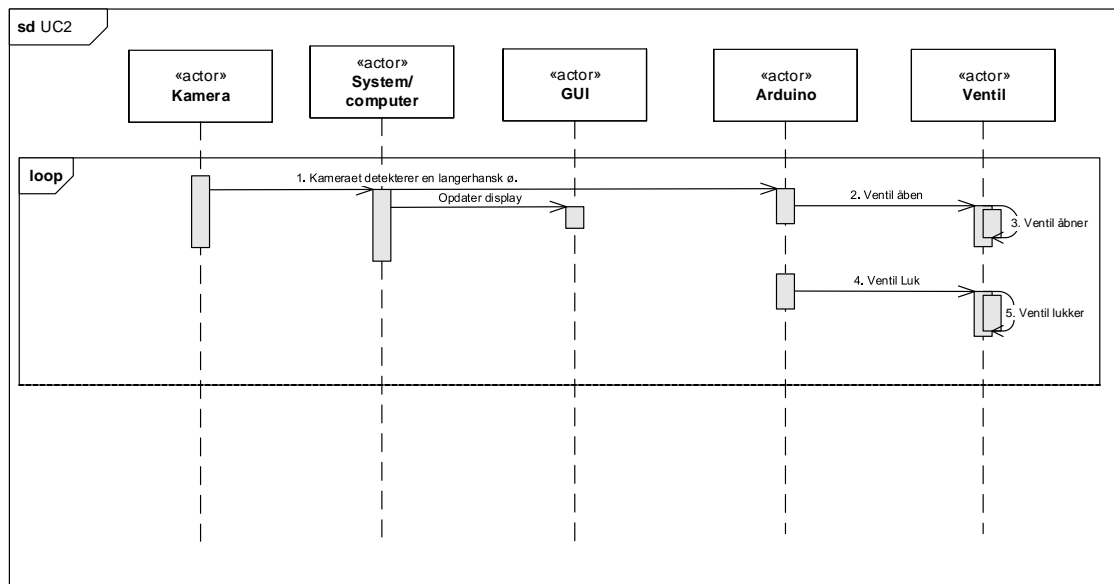 sd UC2
«actor»
Kamera
«actor»
System/
computer
«actor»
GUI
«actor»
Arduino
«actor»
Ventil
loop
1. Kameraet detekterer en langerhansk ø.
Opdater display
2. Ventil åben
3. Ventil åbner
4. Ventil Luk
5. Ventil lukker